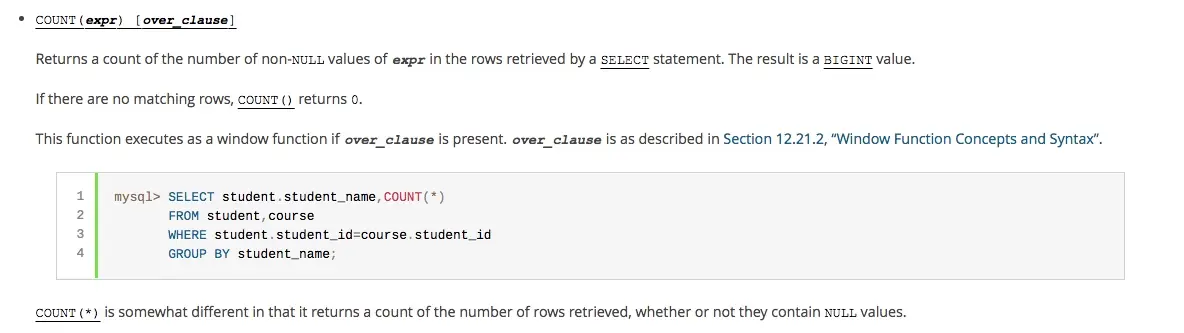 COUNT(expr) [over_clause]
Returns a count of the number of non-NULL values of expr in the rows retrieved by a SELECT statement. The result is a BIGINT value.
If there are no matching rows, COUNT() returns 0.
This function executes as a window function if over_clause is present. over_clause is as described in Section 12.21.2, “Window Function Concepts and Syntax”.
1 mysql> SELECT student.student_name,COUNT(*)
2 FROM student,course
3 WHERE student.student_id=course.student_id
4 GROUP BY student_name;
COUNT(*) is somewhat different in that it returns a count of the number of rows retrieved, whether or not they contain NULL values.